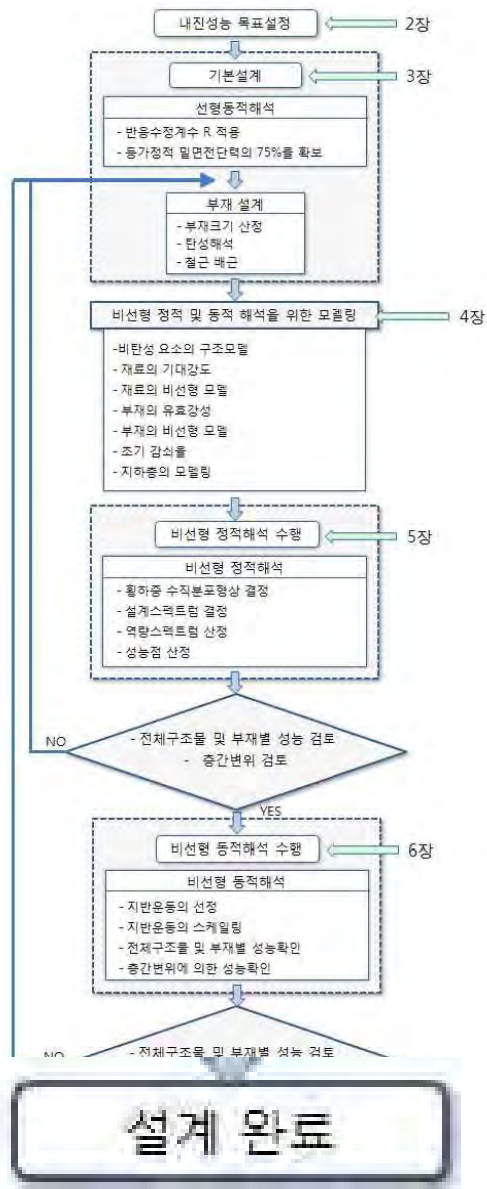 내진성능 목표설정
2장
기본설계
3장
선형동적해석
- 반응수정계수 R 적용
- 등가정적 밑면전단력의 75%를 확보
부재 설계
- 부재크기 산정
- 탄성해석
- 철근 배근
비선형 정적 및 동적 해석을 위한 모델링
4장
-비탄성 요소의 구조모델
- 재료의 기대강도
- 재료의 비선형 모델
- 부재의 유효강성
- 부재의 비선형 모델
- 초기 감쇠율
- 지하층의 모델링
비선형 정적해석 수행
5장
비선형 정적해석
- 횡하중 수직분포형상 결정
- 설계스펙트럼 결정
- 역량스펙트럼 산정
- 성능점 산정
NO
- 전체구조물 및 부재별 성능 검토
- 층간변위 검토
YES
비선형 동적해석 수행
6장
비선형 동적해석
- 지반운동의 선정
- 지반운동의 스케일링
- 전체구조물 및 부재별 성능확인
- 층간변위에 의한 성능확인
NO
- 전체구조물 및 부재별 성능 검토
설계 완료